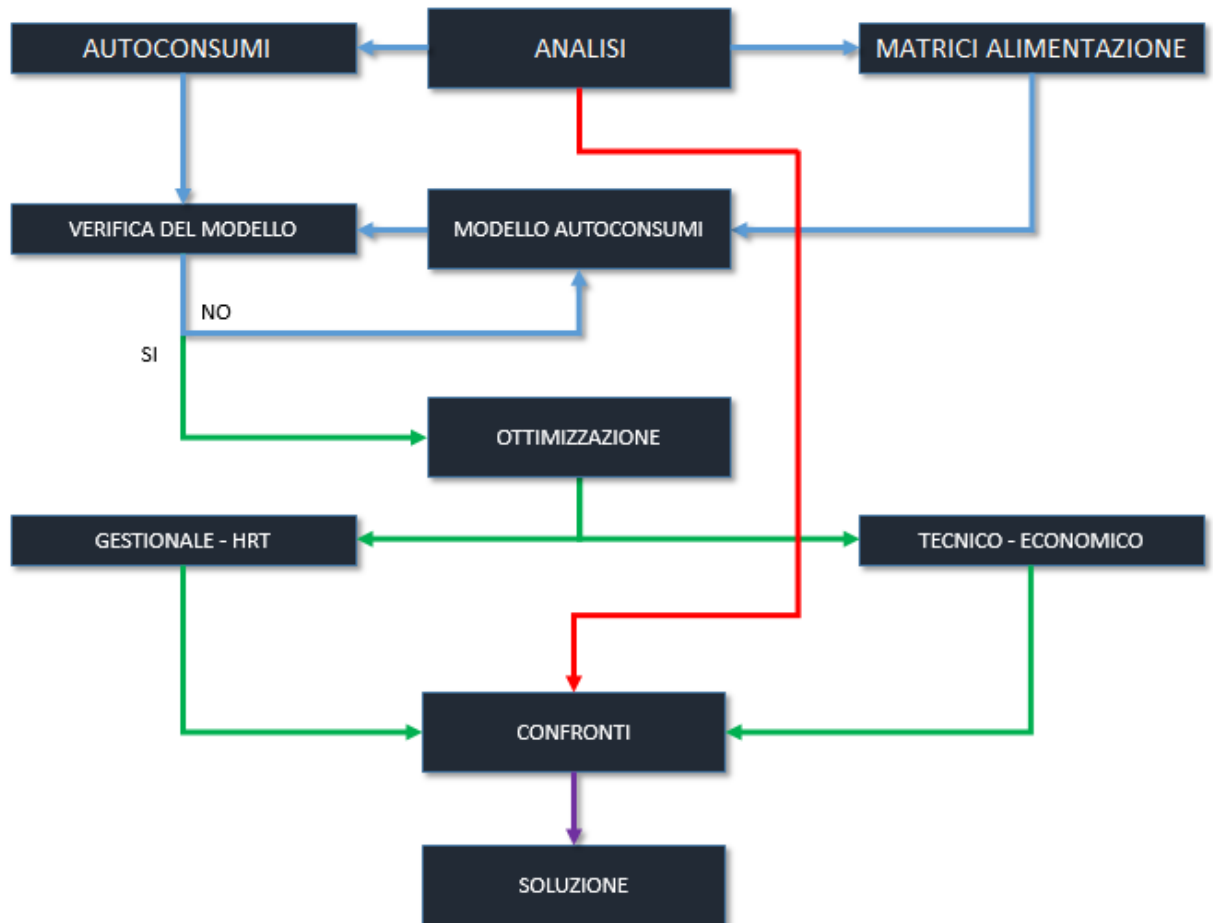 AUTOCONSUMI
ANALISI
MATRICI ALIMENTAZIONE
VERIFICA DEL MODELLO
MODELLO AUTOCONSUMI
NO
SI
OTTIMIZZAZIONE
GESTIONALE - HRT
TECNICO - ECONOMICO
CONFRONTI
SOLUZIONE